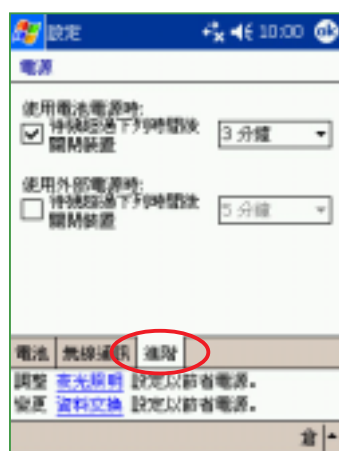 設定 10:00 ok
電源
使用電池電源時:
待機超過下列時間後
關閉裝置
3 分鐘
使用外部電源時:
待機超過下列時間後
關閉裝置
5 分鐘
電池 無線通訊 進階
調整 夜光照明 設定以節省電源。
變更 資料交換 設定以節省電源。
倉